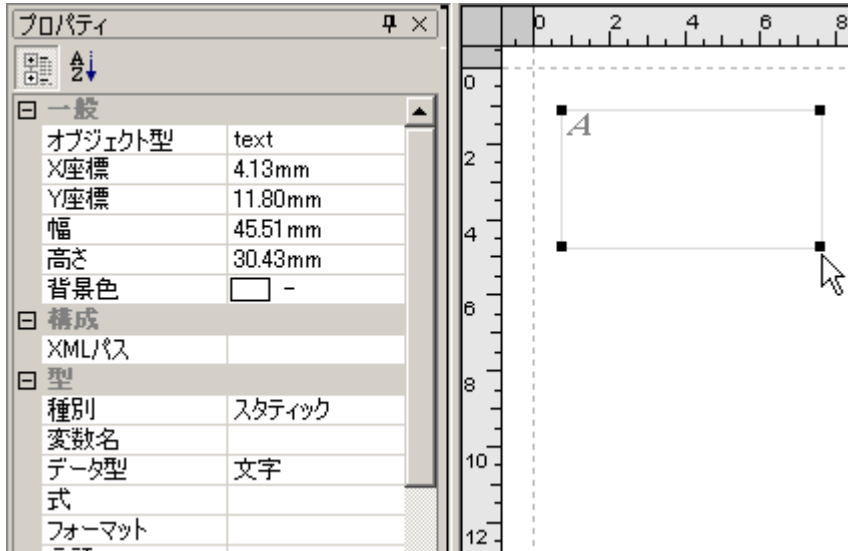 プロパティ
一般
オブジェクト型 text
X座標 4.13mm
Y座標 11.80mm
幅 45.51mm
高さ 30.43mm
背景色 -
構成
XMLパス
型
種別 スタティック
変数名
データ型 文字
式
フォーマット
0 2 4 6 8
0
A
2
4
6
8
10
12